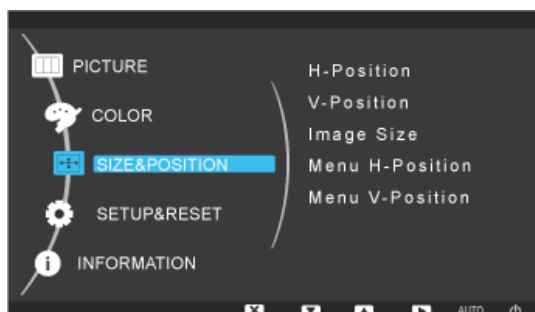 PICTURE
COLOR
SIZE&POSITION
SETUP&RESET
INFORMATION
H-Position
V-Position
Image Size
Menu H-Position
Menu V-Position
AUTO